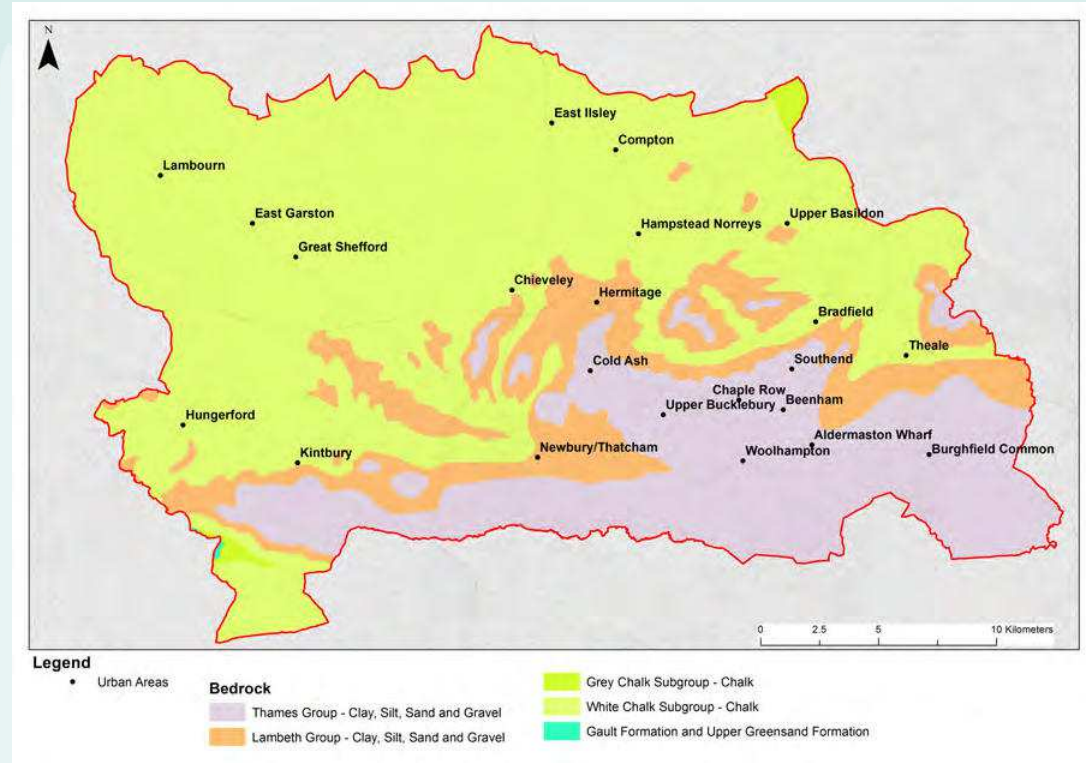 N
East Ilsley
Compton
Lambourn
East Garston
Upper Basildon
Hampstead Norreys
Great Shefford
Chieveley
Hermitage
Bradfield
Theale
Cold Ash
Southend
Chaple Row
Upper Bucklebury
Beenham
Hungerford
Aldermaston Wharf
Newbury/Thatcham
Woolhampton
Burghfield Common
Kintbury
0 2.5 5 10 Kilometers
Legend
Urban Areas
Bedrock
Thames Group - Clay, Silt, Sand and Gravel
Lambeth Group - Clay, Silt, Sand and Gravel
Grey Chalk Subgroup - Chalk
White Chalk Subgroup - Chalk
Gault Formation and Upper Greensand Formation